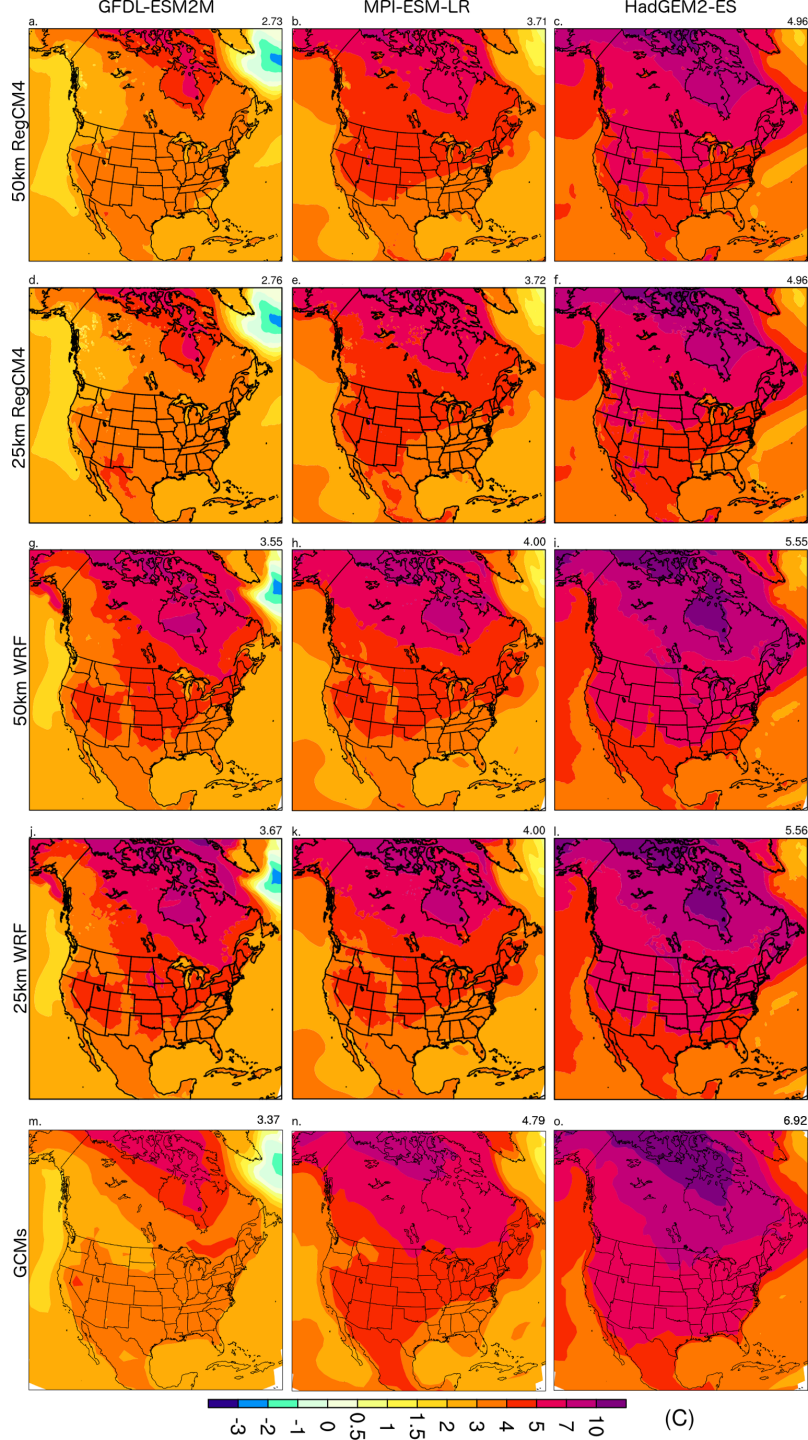 GFDL-ESM2M MPI-ESM-LR HadGEM2-ES
a. 2.73 b. 3.71 c. 4.96
50km RegCM4
d. 2.76 e. 3.72 f. 4.96
25km RegCM4
g. 3.55 h. 4.00 i. 5.55
50km WRF
j. 3.67 k. 4.00 l. 5.56
25km WRF
m. 3.37 n. 4.79 o. 6.92
GCMs
-3 -2 -1 0 0.5 1 1.5 2 3 4 5 7 10 (C)